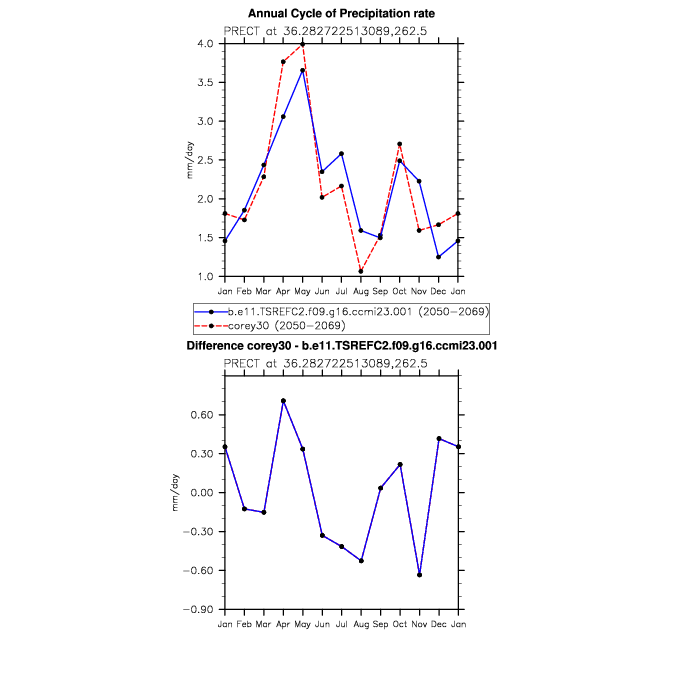 Annual Cycle of Precipitation rate
PRECT at 36.282722513089,262.5
4.0
3.5
3.0
2.5
2.0
1.5
1.0
mm/day
Jan Feb Mar Apr May Jun Jul Aug Sep Oct Nov Dec Jan
b.e11.TSREFC2.f09.g16.ccmi23.001 (2050-2069)
corey30 (2050-2069)
Difference corey30 - b.e11.TSREFC2.f09.g16.ccmi23.001
PRECT at 36.282722513089,262.5
0.60
0.30
0.00
-0.30
-0.60
-0.90
mm/day
Jan Feb Mar Apr May Jun Jul Aug Sep Oct Nov Dec Jan